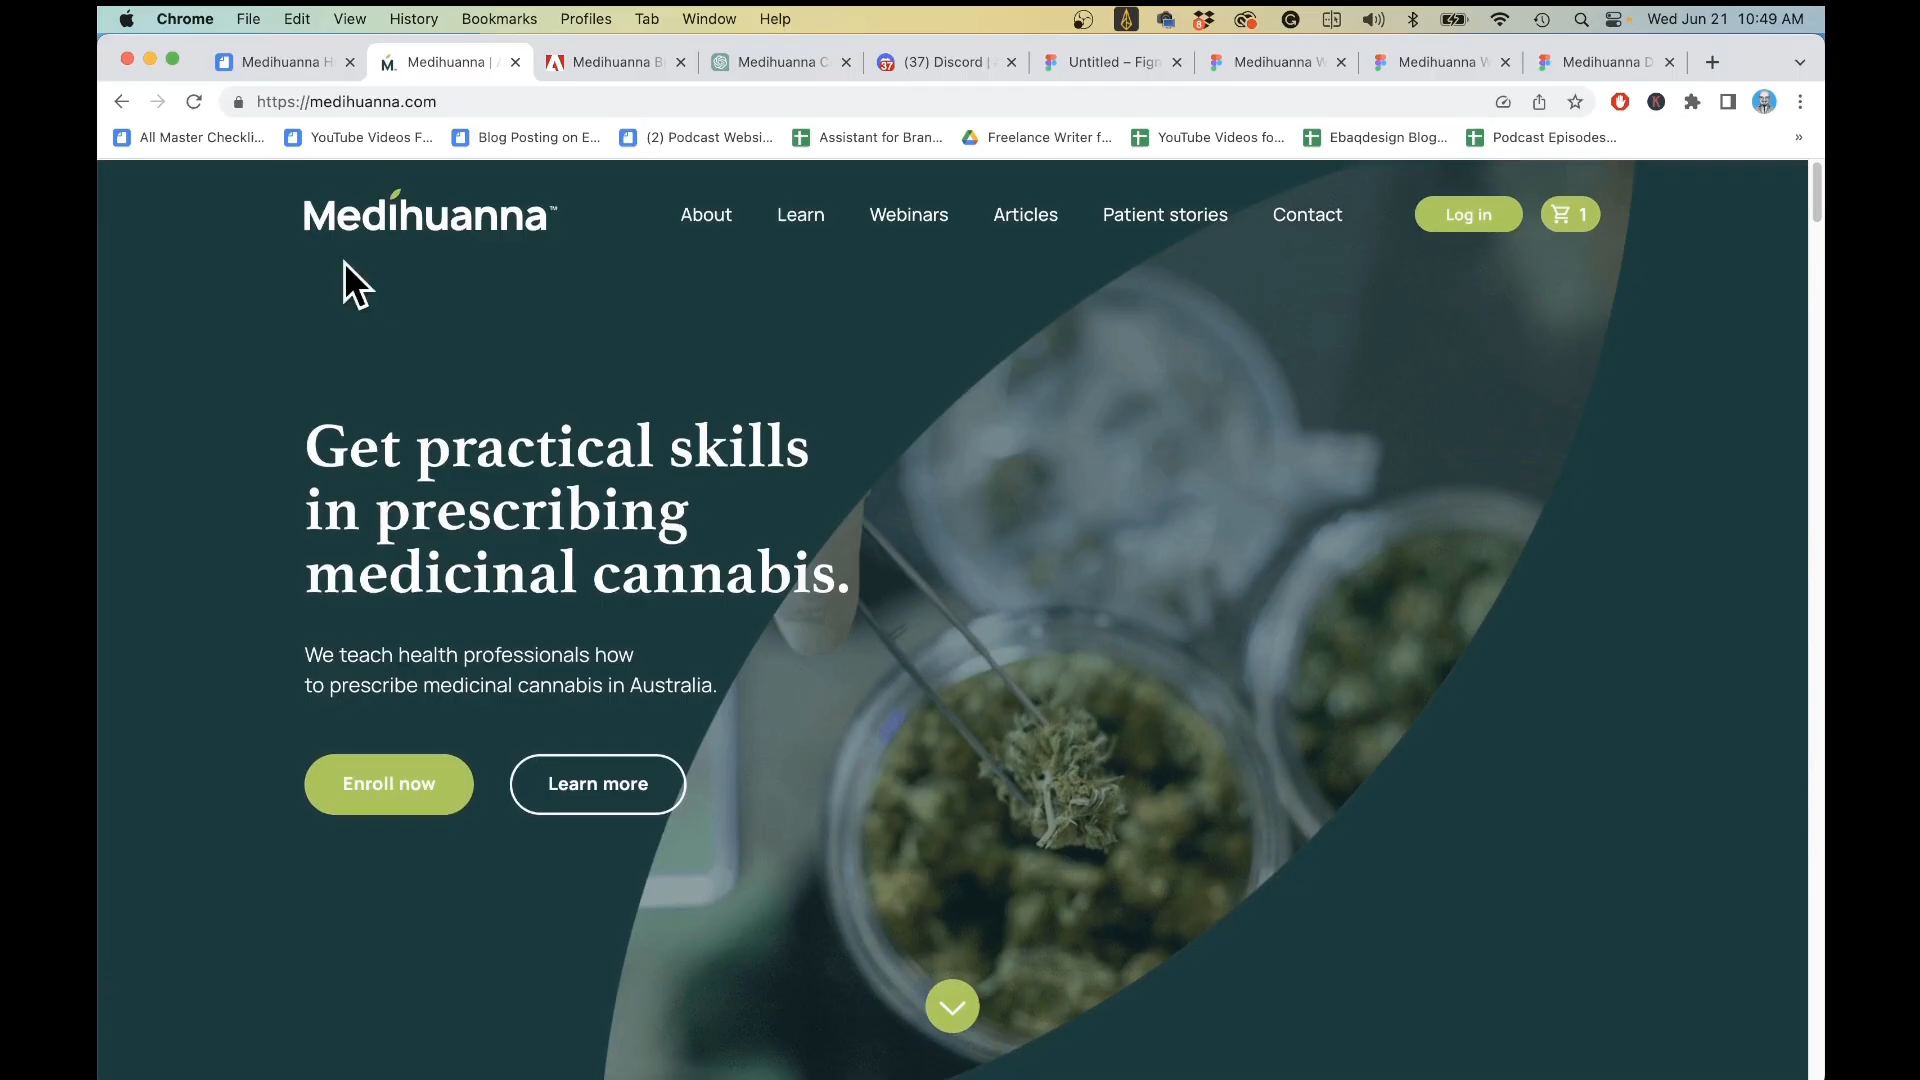 Chrome File Edit View History Bookmarks Profiles Tab Window Help Wed Jun 21 10:49 AM
Medihuanna H Medihuanna | Medihuanna B Medihuanna C (37) Discord | Untitled – Fign Medihuanna W Medihuanna W Medihuanna D
https://medihuanna.com
All Master Checkli... YouTube Videos F... Blog Posting on E... (2) Podcast Websi... Assistant for Bran... Freelance Writer f... YouTube Videos fo... Ebaqdesign Blog... Podcast Episodes... »
Medihuanna™ About Learn Webinars Articles Patient stories Contact Log in 1
Get practical skills
in prescribing
medicinal cannabis.
We teach health professionals how
to prescribe medicinal cannabis in Australia.
Enroll now Learn more